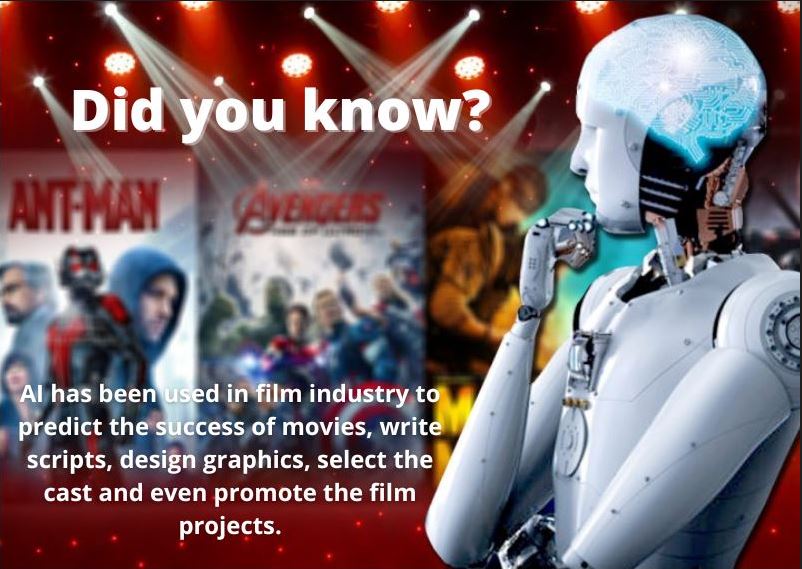 Did you know?
ANT-MAN
AVENGERS
AI has been used in film industry to
predict the success of movies, write
scripts, design graphics, select the
cast and even promote the film
projects.